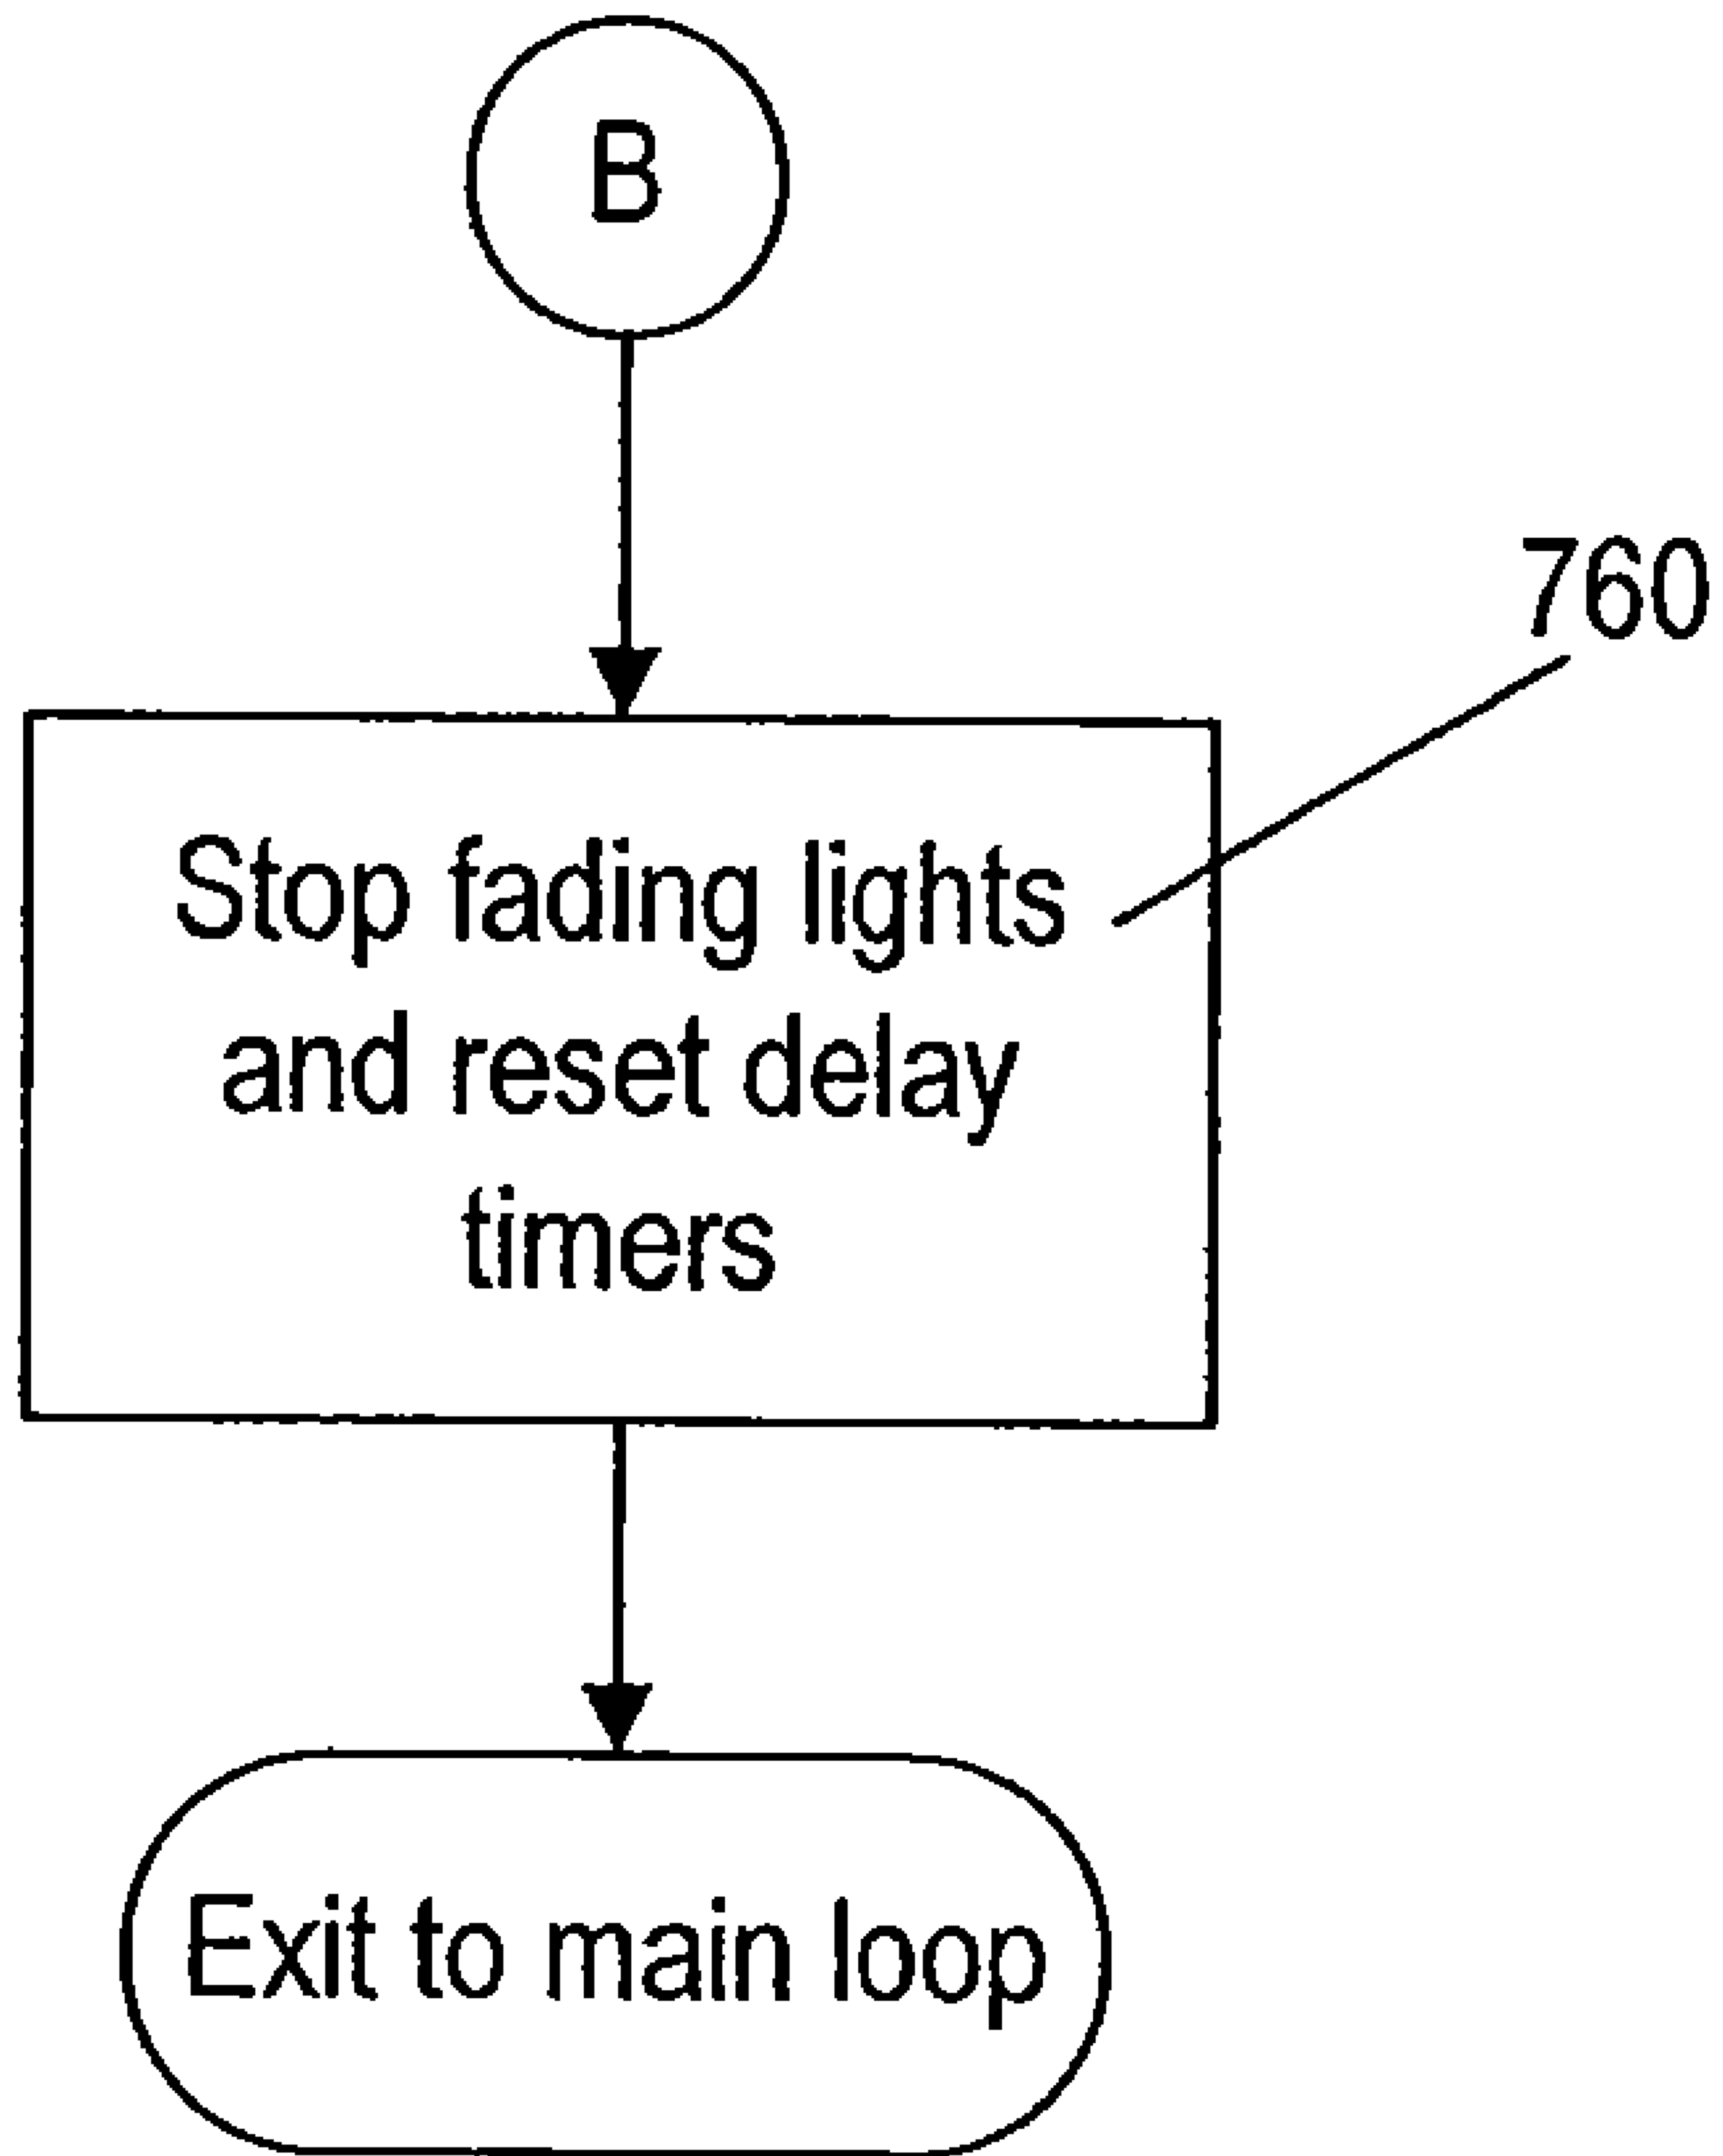 B
760
Stop fading lights
and reset delay
timers
Exit to main loop